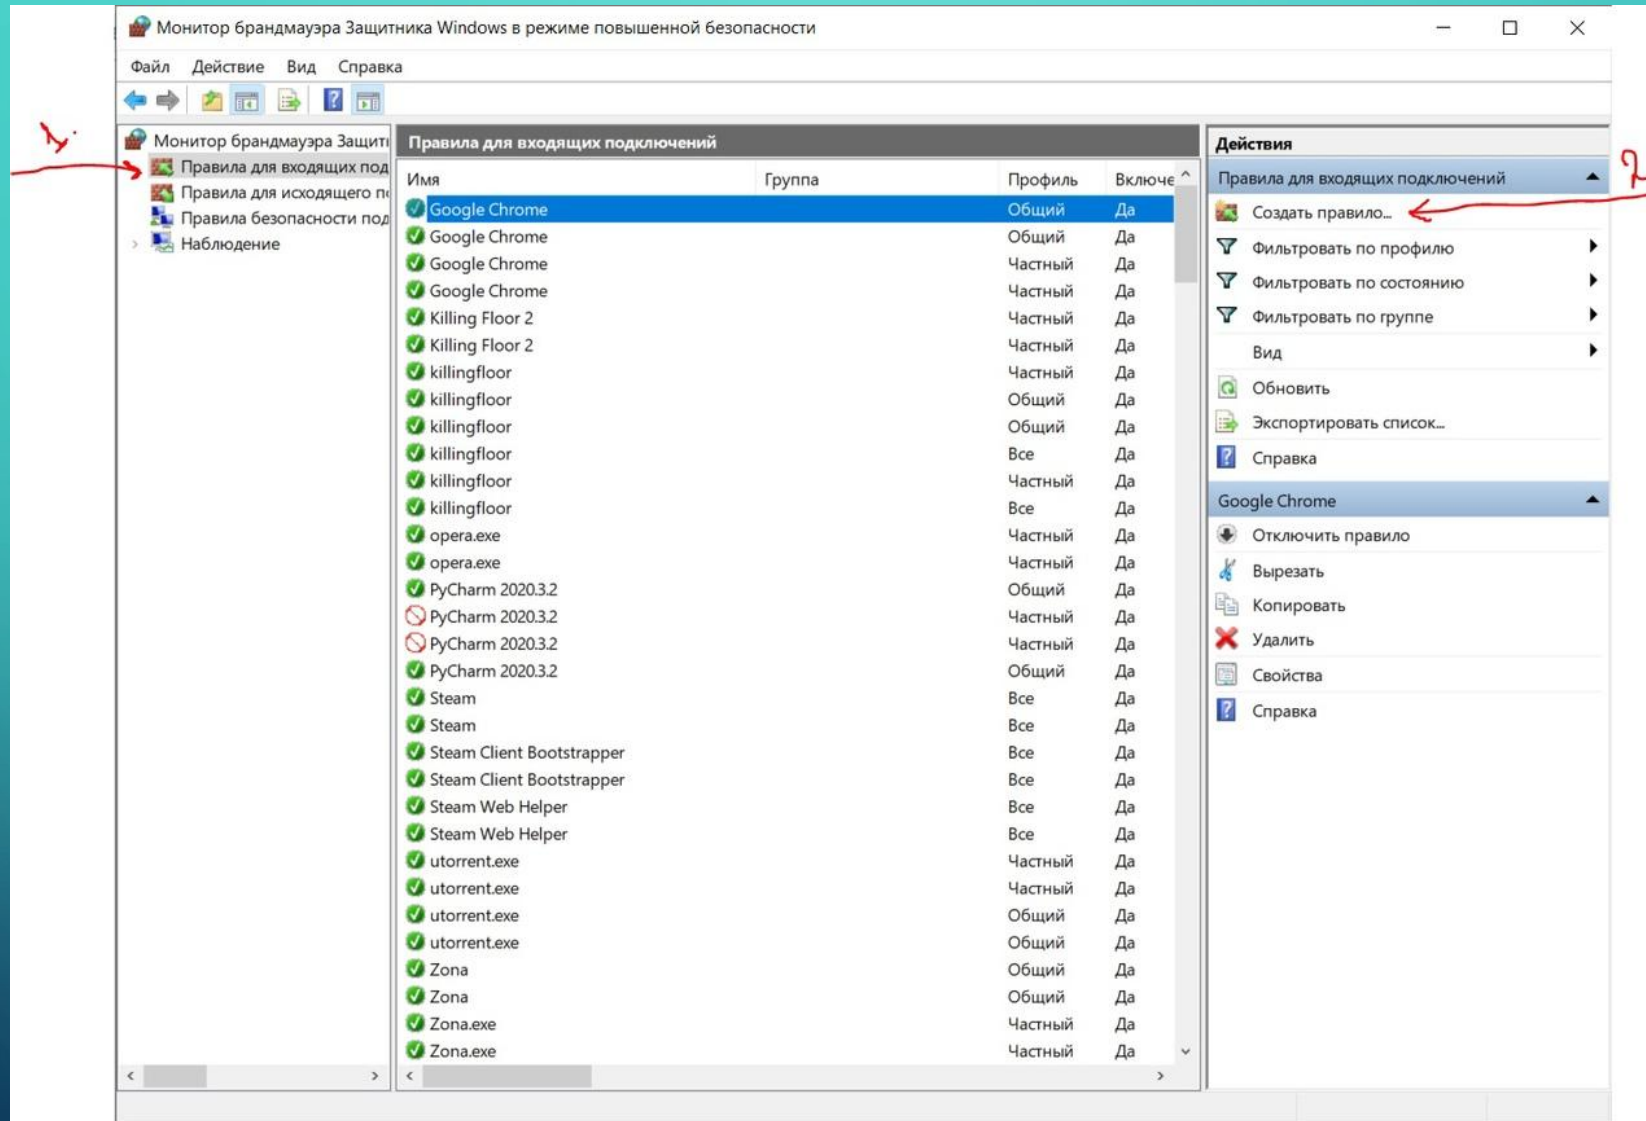 Монитор брандмауэра Защитника Windows в режиме повышенной безопасности
Файл Действие Вид Справка
1.
Монитор брандмауэра Защит
Правила для входящих под
Правила для исходящего п
Правила безопасности под
Наблюдение
Правила для входящих подключений
Имя Группа Профиль Включе
Google Chrome Общий Да
Google Chrome Общий Да
Google Chrome Частный Да
Google Chrome Частный Да
Killing Floor 2 Частный Да
Killing Floor 2 Частный Да
killingfloor Частный Да
killingfloor Общий Да
killingfloor Общий Да
killingfloor Все Да
killingfloor Частный Да
killingfloor Все Да
opera.exe Частный Да
opera.exe Частный Да
PyCharm 2020.3.2 Общий Да
PyCharm 2020.3.2 Частный Да
PyCharm 2020.3.2 Частный Да
PyCharm 2020.3.2 Общий Да
Steam Все Да
Steam Все Да
Steam Client Bootstrapper Все Да
Steam Client Bootstrapper Все Да
Steam Web Helper Все Да
Steam Web Helper Все Да
utorrent.exe Частный Да
utorrent.exe Частный Да
utorrent.exe Общий Да
utorrent.exe Общий Да
Zona Общий Да
Zona Общий Да
Zona.exe Частный Да
Zona.exe Частный Да
Действия
Правила для входящих подключений
2
Создать правило...
Фильтровать по профилю
Фильтровать по состоянию
Фильтровать по группе
Вид
Обновить
Экспортировать список...
Справка
Google Chrome
Отключить правило
Вырезать
Копировать
Удалить
Свойства
Справка